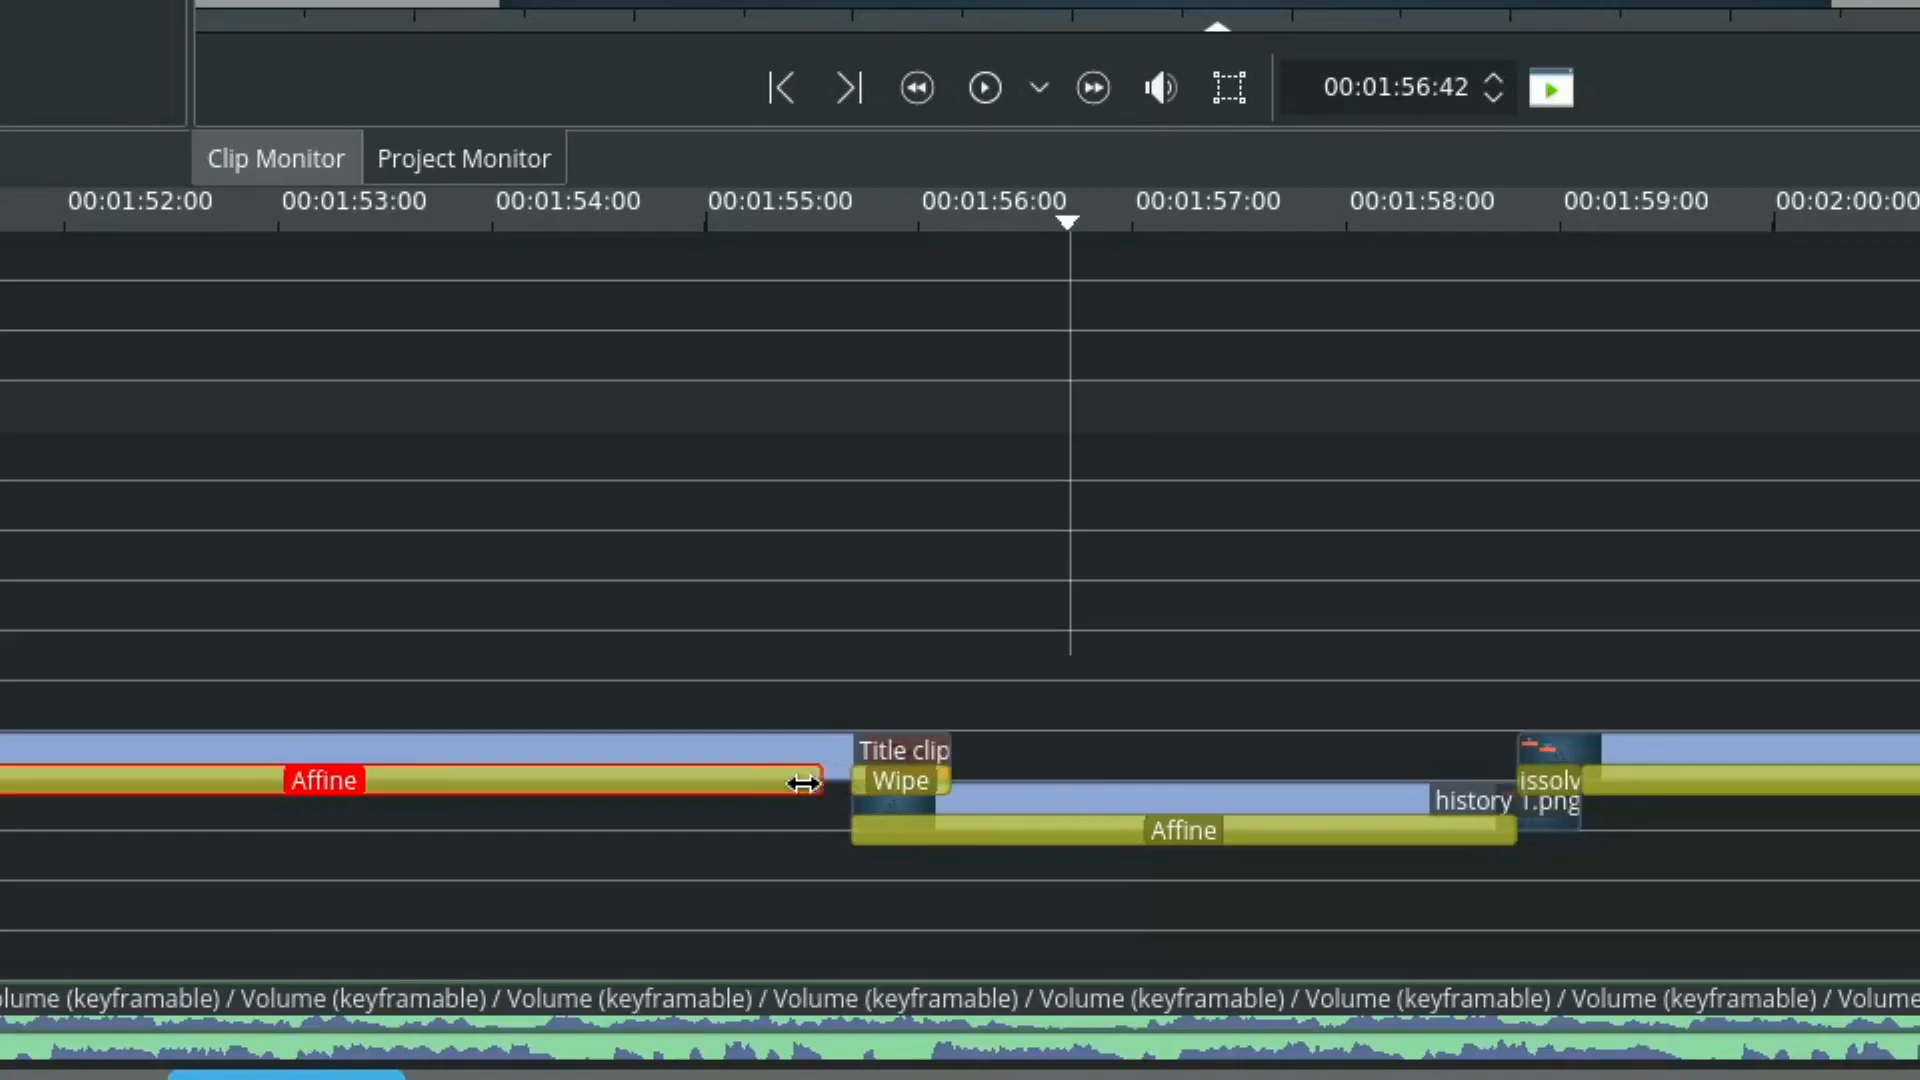 00:01:56:42
Clip Monitor Project Monitor
00:01:52:00 00:01:53:00 00:01:54:00 00:01:55:00 00:01:56:00 00:01:57:00 00:01:58:00 00:01:59:00 00:02:00:00
Title clip
Affine Wipe issolv
history 1.png
Affine
olume (keyframable) / Volume (keyframable) / Volume (keyframable) / Volume (keyframable) / Volume (keyframable) / Volume (keyframable) / Volume (keyframable) / Volume